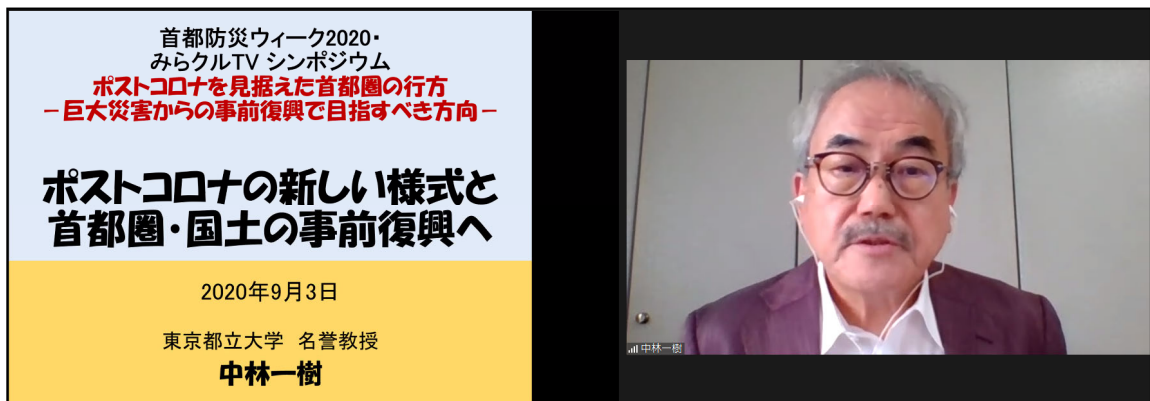 首都防災ウィーク2020・
みらクルTV シンポジウム
ポストコロナを見据えた首都圏の行方
－巨大災害からの事前復興で目指すべき方向－
ポストコロナの新しい様式と
首都圏・国土の事前復興へ
2020年9月3日
東京都立大学　名誉教授
中林一樹
中林一樹